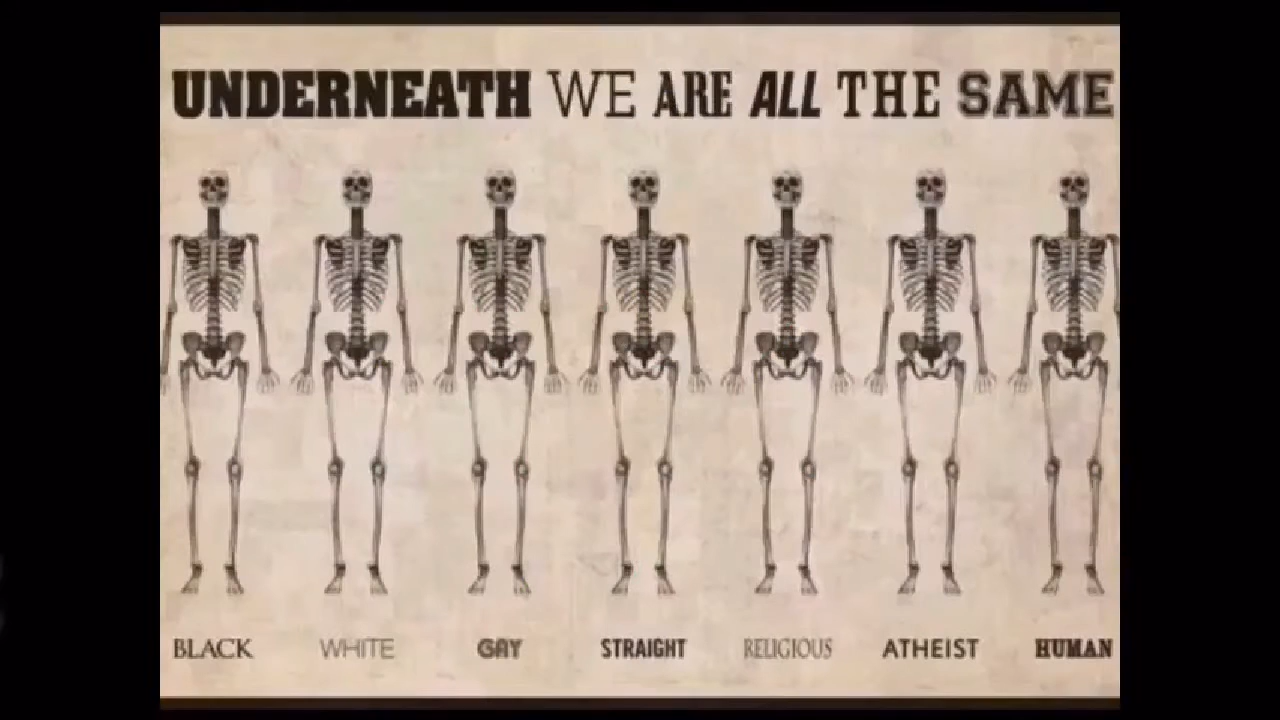 UNDERNEATH WE ARE ALL THE SAME
BLACK WHITE GAY STRAIGHT RELIGIOUS ATHEIST HUMAN